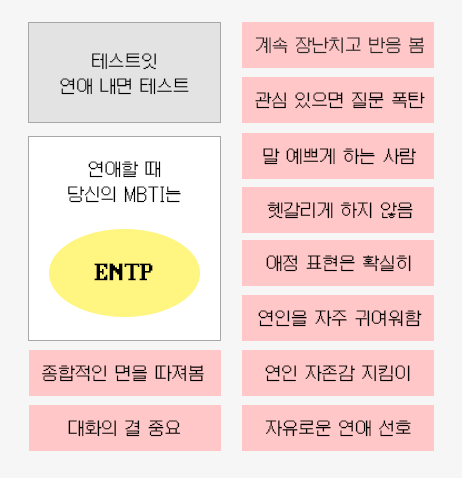 테스트잇
연애 내면 테스트
연애할 때
당신의 MBTI는
ENTP
종합적인 면을 따져봄
대화의 결 중요
계속 장난치고 반응 봄
관심 있으면 질문 폭탄
말 예쁘게 하는 사람
헷갈리게 하지 않음
애정 표현은 확실히
연인을 자주 귀여워함
연인 자존감 지킴이
자유로운 연애 선호